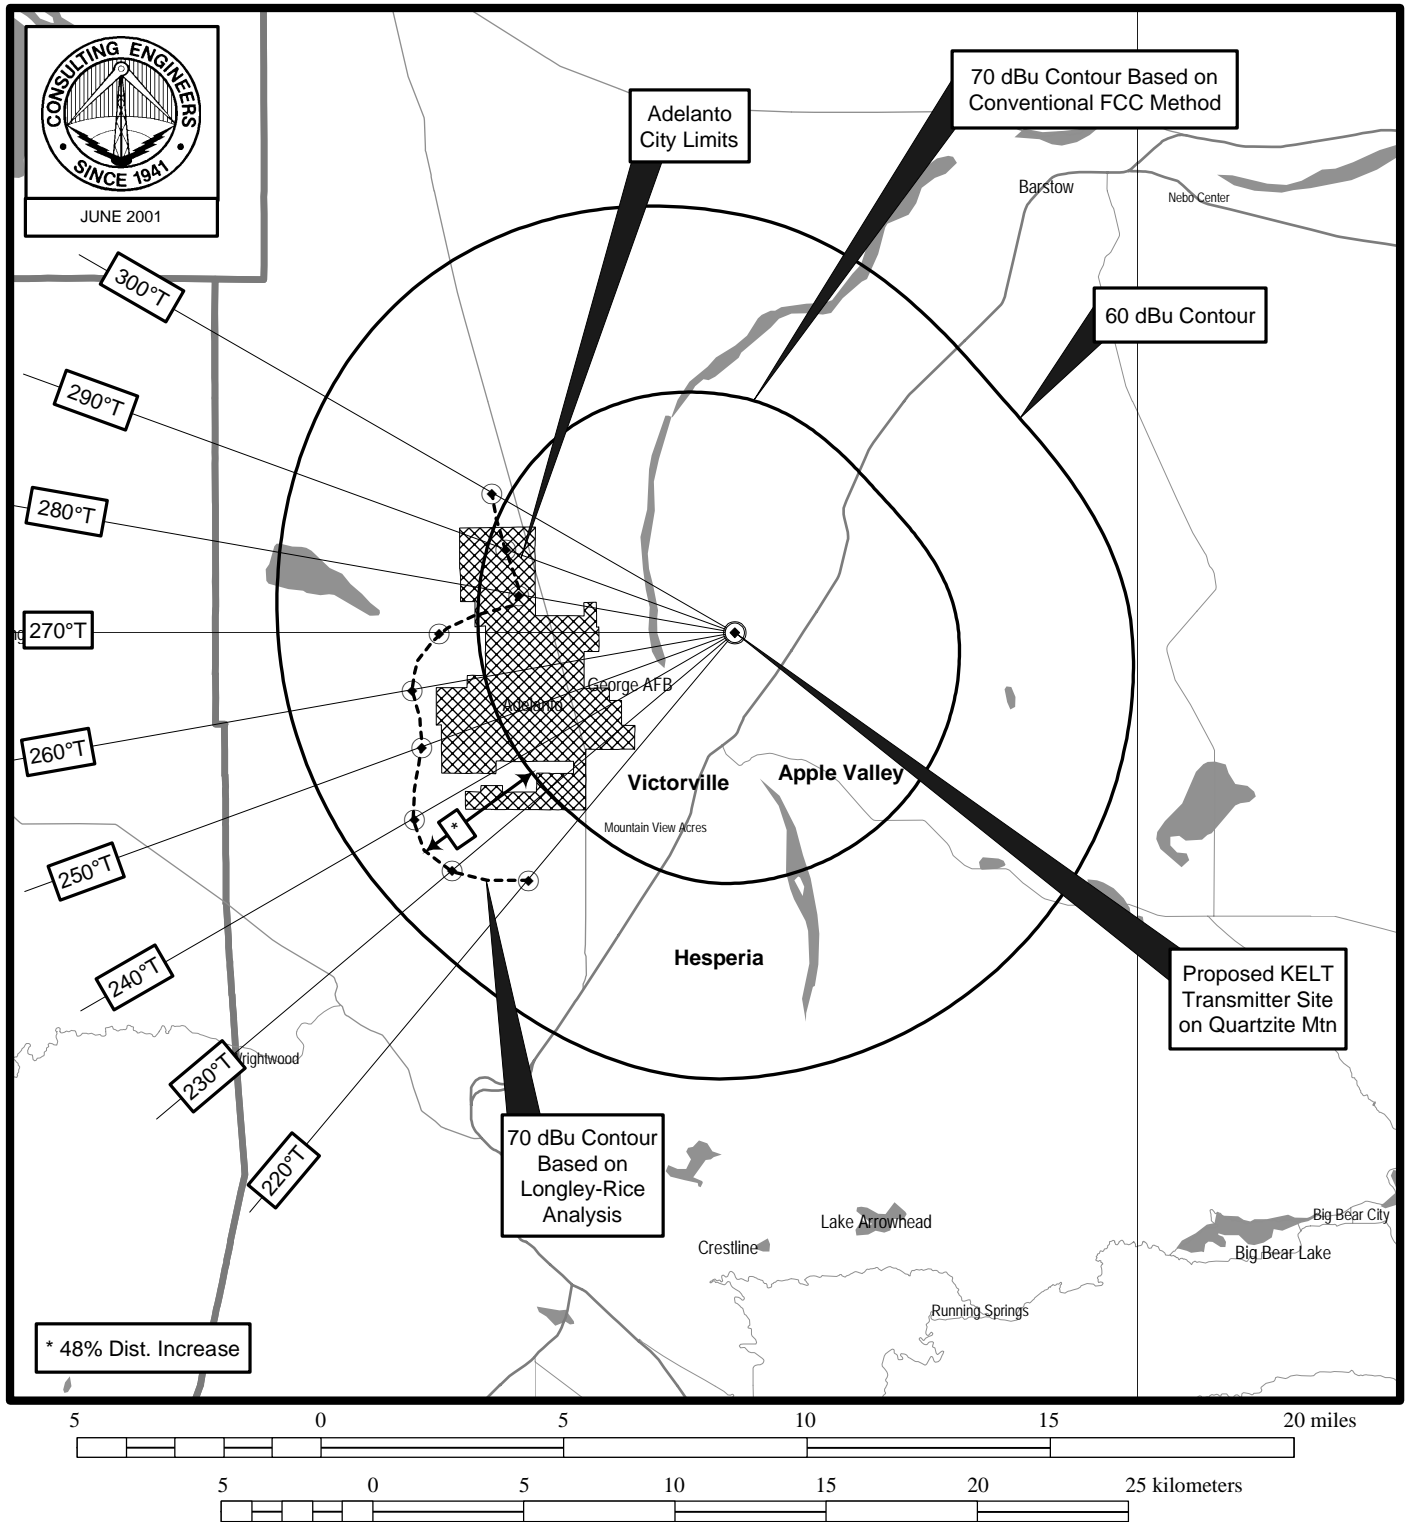 CONSULTING ENGINEERS
SINCE 1941
JUNE 2001
Adelanto
City Limits
70 dBu Contour Based on
Conventional FCC Method
Barstow
Nebo Center
60 dBu Contour
300°T
290°T
280°T
270°T
260°T
250°T
240°T
230°T
220°T
George AFB
Adelanto
Victorville
Apple Valley
Mountain View Acres
*
Hesperia
Proposed KELT
Transmitter Site
on Quartzite Mtn
Wrightwood
70 dBu Contour
Based on
Longley-Rice
Analysis
Lake Arrowhead
Crestline
Big Bear City
Big Bear Lake
Running Springs
* 48% Dist. Increase
5 0 5 10 15 20 miles
5 0 5 10 15 20 25 kilometers